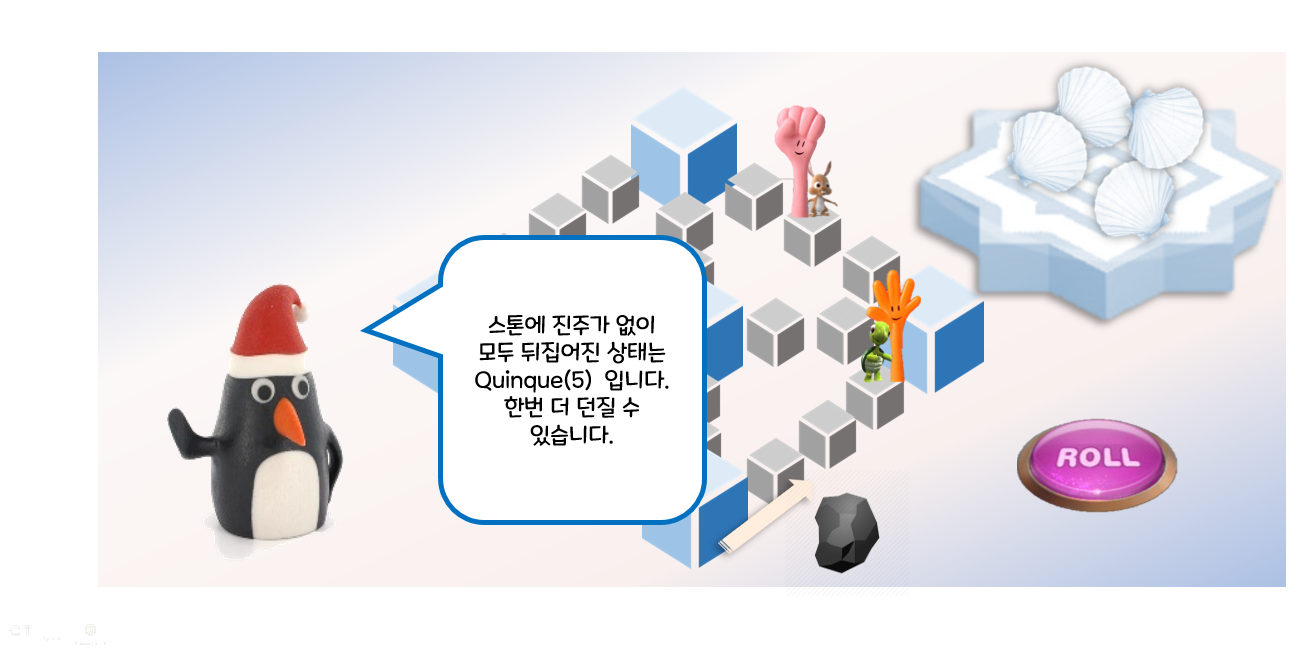 스톤에 진주가 없이
모두 뒤집어진 상태는
Quinque(5) 입니다.
한번 더 던질 수
있습니다.
ROLL